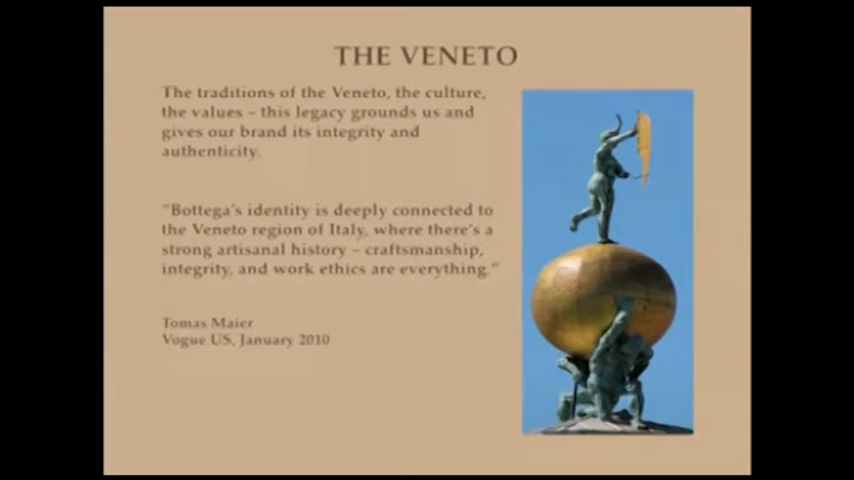 THE VENETO
The traditions of the Veneto, the culture,
the values – this legacy grounds us and
gives our brand its integrity and
authenticity.
"Bottega's identity is deeply connected to
the Veneto region of Italy, where there's a
strong artisanal history – craftsmanship,
integrity, and work ethics are everything."
Tomas Maier
Vogue US, January 2010